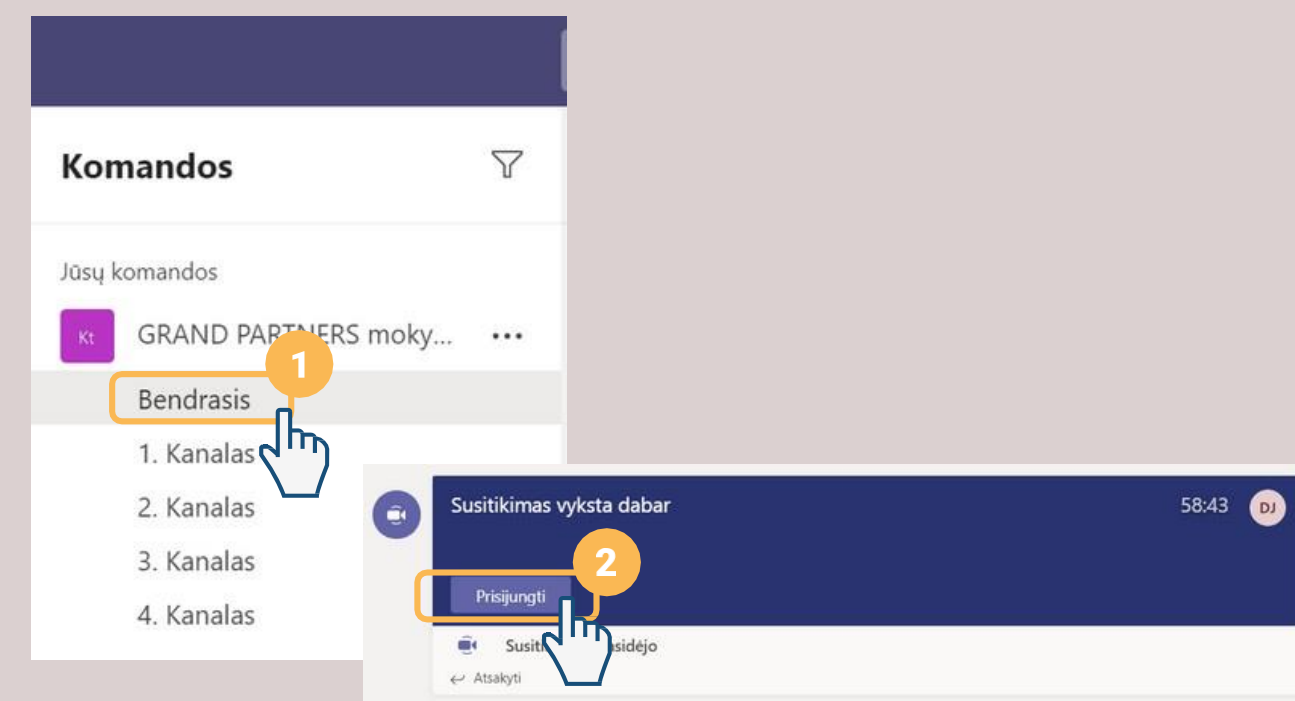 Komandos
Jūsų komandos
Kt
GRAND PARTNERS moky...
1
Bendrasis
1. Kanalas
2. Kanalas
3. Kanalas
4. Kanalas
Susitikimas vyksta dabar
58:43
DJ
2
Prisijungti
Atsakyti